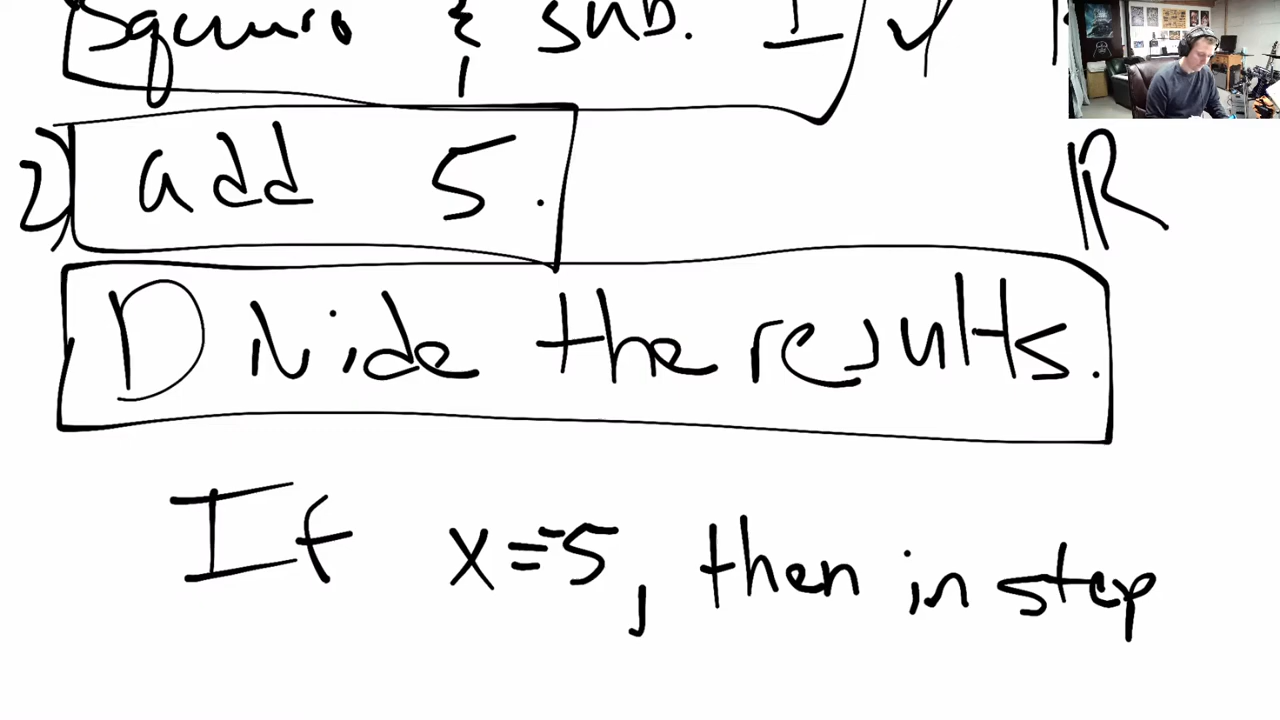 Square & sub. 1
2) add 5.
ℝ
Divide the results.
If x=-5, then in step